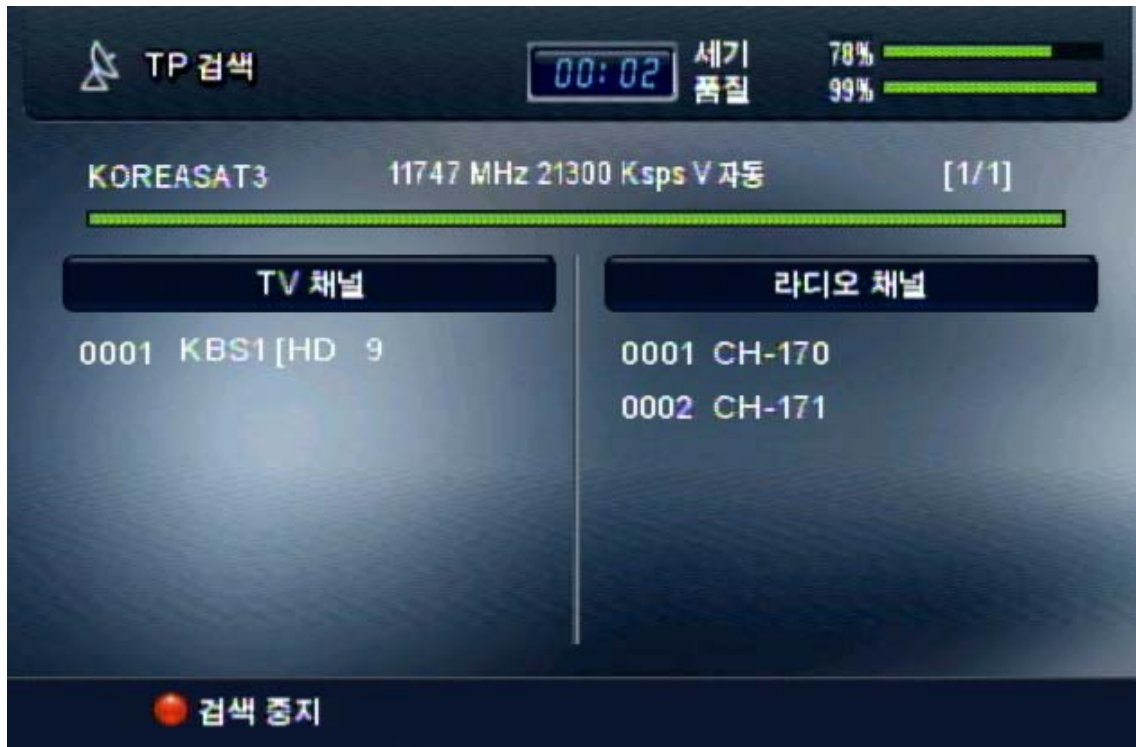 TP 검색
00:02
세기 78%
품질 99%
KOREASAT3 11747 MHz 21300 Ksps V 자동 [1/1]
TV 채널
0001 KBS1[HD 9
라디오 채널
0001 CH-170
0002 CH-171
검색 중지